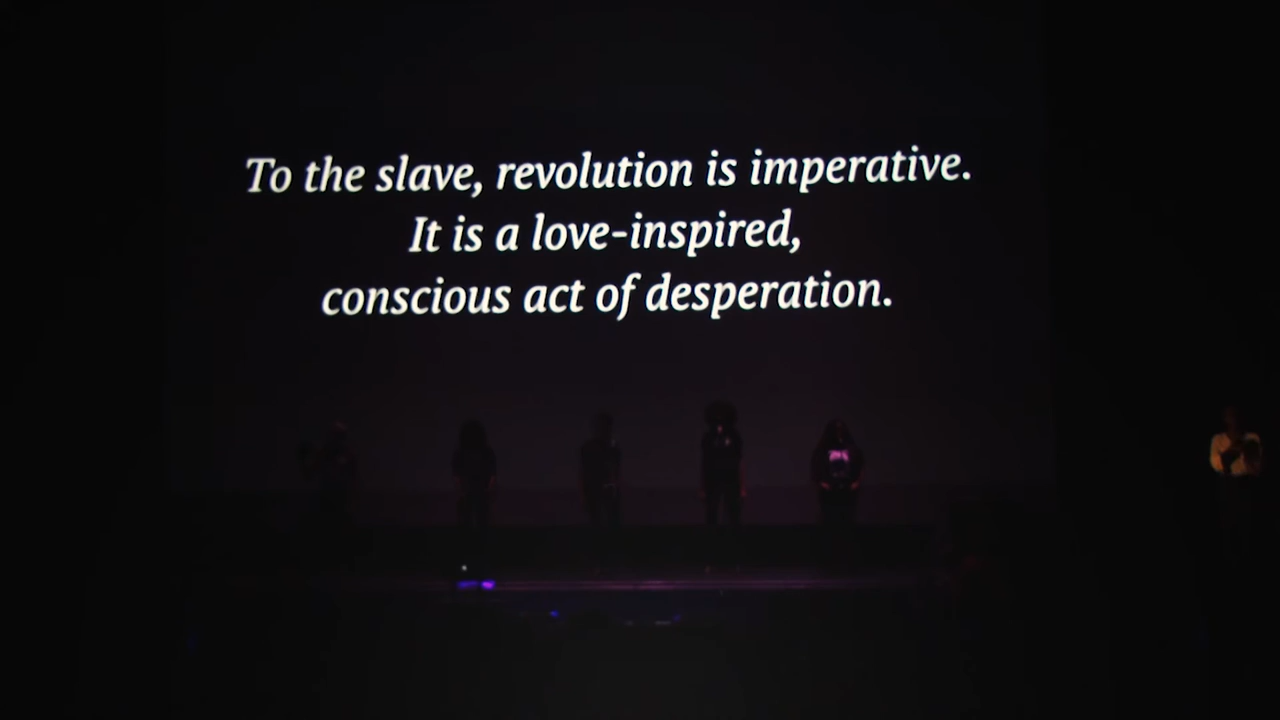 To the slave, revolution is imperative.
It is a love-inspired,
conscious act of desperation.